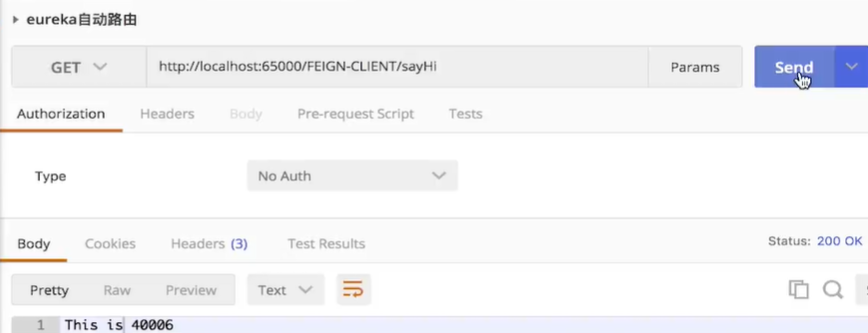 eureka自动路由
GET http://localhost:65000/FEIGN-CLIENT/sayHi Params Send
Authorization Headers Body Pre-request Script Tests
Type No Auth
Body Cookies Headers (3) Test Results Status: 200 OK
Pretty Raw Preview Text
1 This is 40006